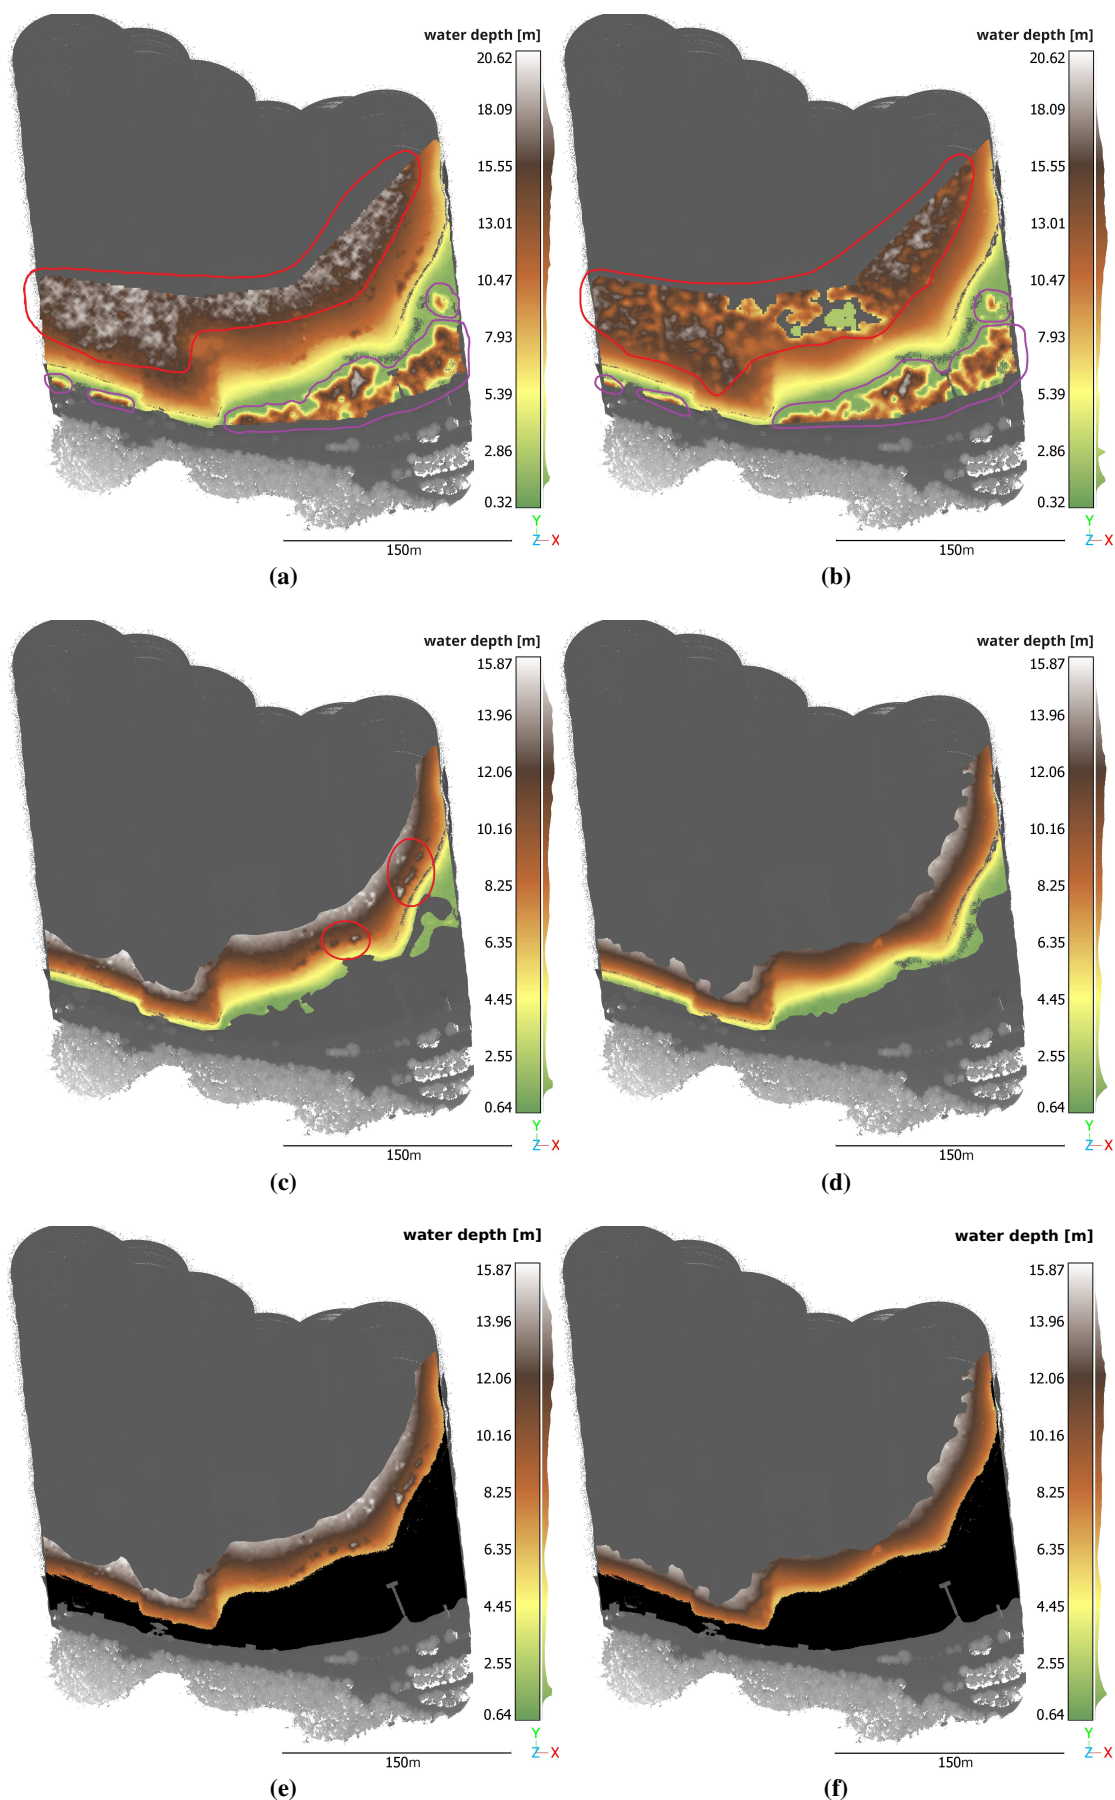 water depth [m]
20.62
18.09
15.55
13.01
10.47
7.93
5.39
2.86
0.32
Y
Z X
150m
(a)
water depth [m]
20.62
18.09
15.55
13.01
10.47
7.93
5.39
2.86
0.32
Y
Z X
150m
(b)
water depth [m]
15.87
13.96
12.06
10.16
8.25
6.35
4.45
2.55
0.64
Y
Z X
150m
(c)
water depth [m]
15.87
13.96
12.06
10.16
8.25
6.35
4.45
2.55
0.64
Y
Z X
150m
(d)
water depth [m]
15.87
13.96
12.06
10.16
8.25
6.35
4.45
2.55
0.64
Y
Z X
150m
(e)
water depth [m]
15.87
13.96
12.06
10.16
8.25
6.35
4.45
2.55
0.64
Y
Z X
150m
(f)